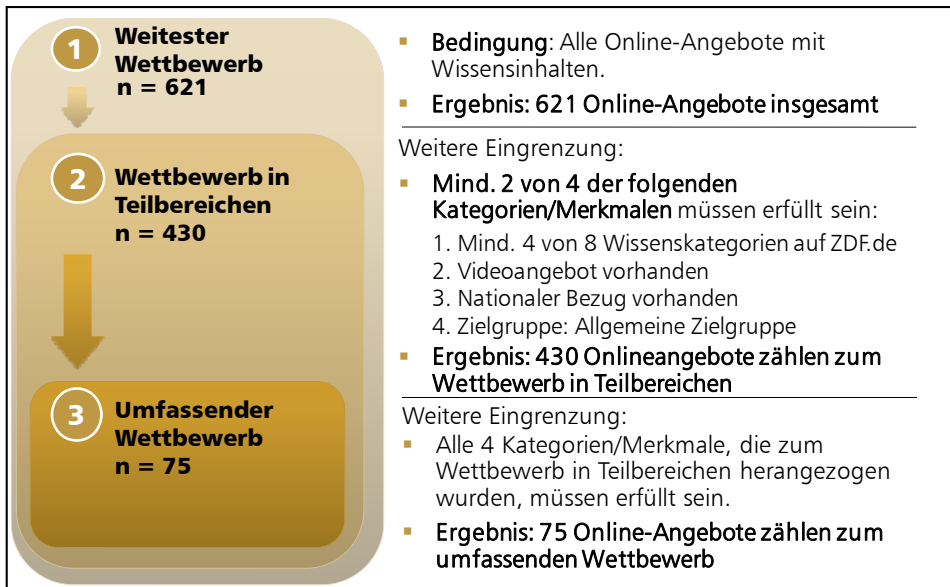 1
Weitester
Wettbewerb
n = 621
▪ Bedingung: Alle Online-Angebote mit
Wissensinhalten.
▪ Ergebnis: 621 Online-Angebote insgesamt
2
Wettbewerb in
Teilbereichen
n = 430
Weitere Eingrenzung:
▪ Mind. 2 von 4 der folgenden
Kategorien/Merkmalen müssen erfüllt sein:
1. Mind. 4 von 8 Wissenskategorien auf ZDF.de
2. Videoangebot vorhanden
3. Nationaler Bezug vorhanden
4. Zielgruppe: Allgemeine Zielgruppe
▪ Ergebnis: 430 Onlineangebote zählen zum
Wettbewerb in Teilbereichen
3
Umfassender
Wettbewerb
n = 75
Weitere Eingrenzung:
▪ Alle 4 Kategorien/Merkmale, die zum
Wettbewerb in Teilbereichen herangezogen
wurden, müssen erfüllt sein.
▪ Ergebnis: 75 Online-Angebote zählen zum
umfassenden Wettbewerb